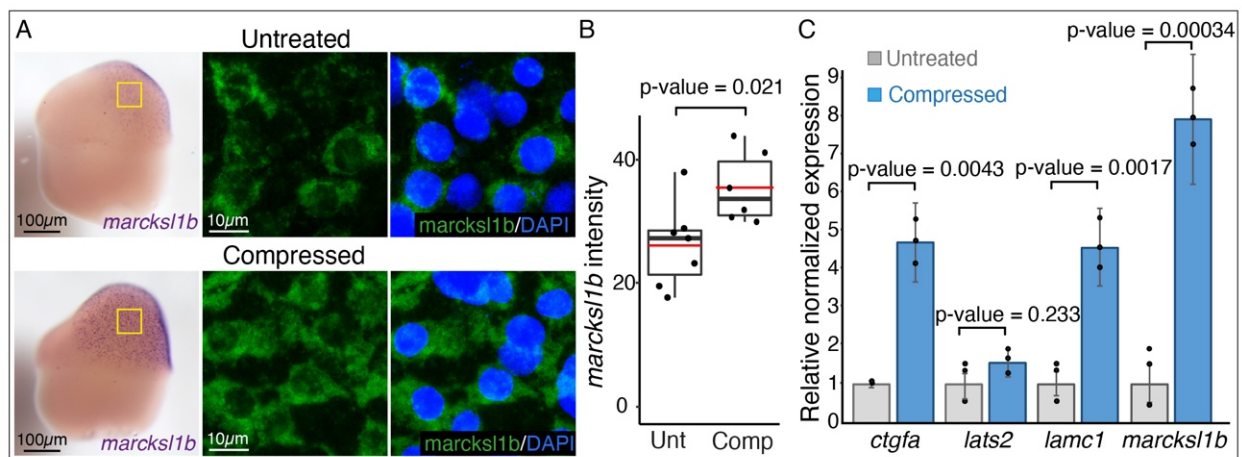 A
Untreated
100µm
marcksl1b
10µm
marcksl1b/DAPI
Compressed
100µm
marcksl1b
10µm
marcksl1b/DAPI
B
p-value = 0.021
marcksl1b intensity
40
20
0
Unt Comp
C
Untreated
Compressed
p-value = 0.00034
p-value = 0.0043
p-value = 0.0017
p-value = 0.233
Relative normalized expression
9
8
7
6
5
4
3
2
1
0
ctgfa lats2 lamc1 marcksl1b